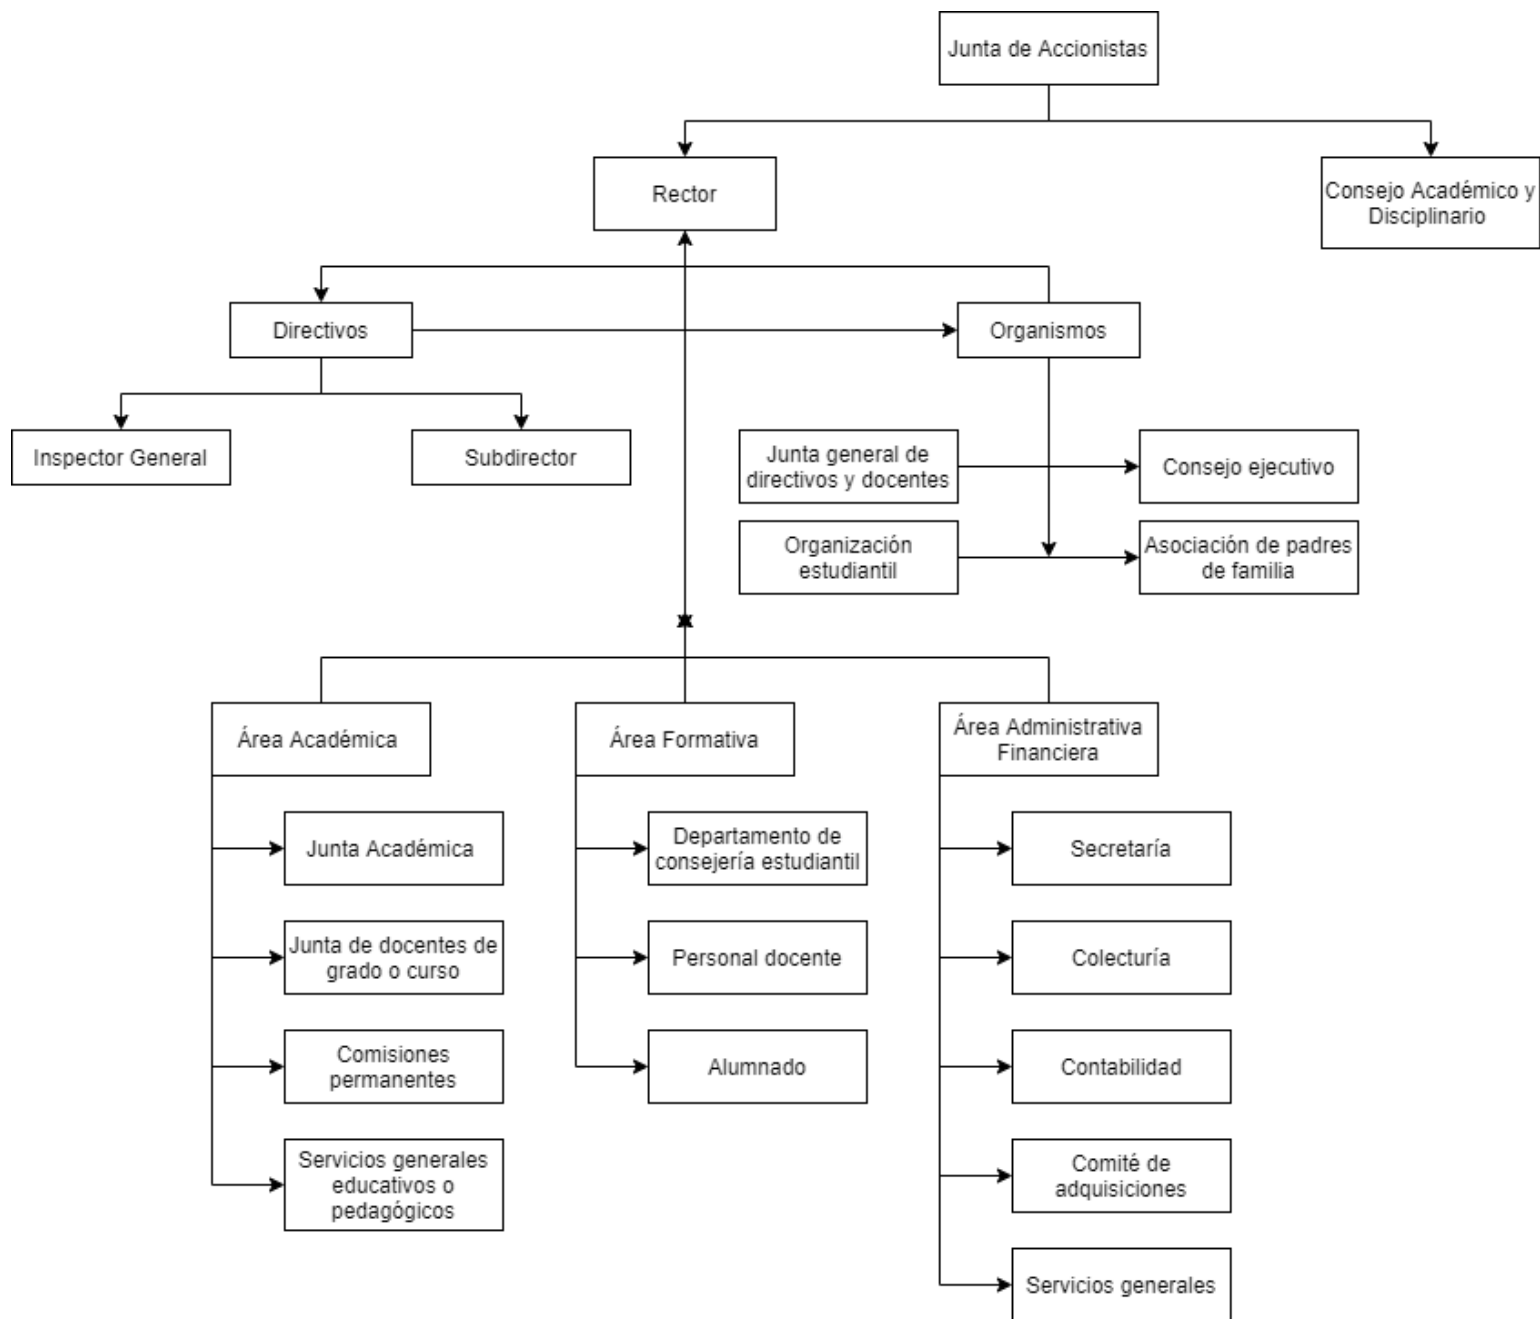 Junta de Accionistas
Rector
Consejo Académico y
Disciplinario
Directivos
Organismos
Inspector General
Subdirector
Junta general de
directivos y docentes
Consejo ejecutivo
Organización
estudiantil
Asociación de padres
de familia
Área Académica
Área Formativa
Área Administrativa
Financiera
Junta Académica
Departamento de
consejería estudiantil
Secretaría
Junta de docentes de
grado o curso
Personal docente
Colecturía
Comisiones
permanentes
Alumnado
Contabilidad
Servicios generales
educativos o
pedagógicos
Comité de
adquisiciones
Servicios generales